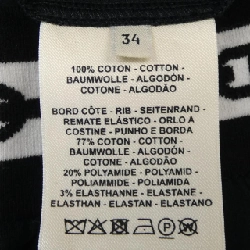 34
100% COTON - COTTON -
BAUMWOLLE - ALGODÓN -
COTONE - ALGODÃO
BORD CÔTE - RIB - SEITENRAND -
REMATE ELÁSTICO - ORLO A
COSTINE - PUNHO E BORDA
77% COTON - COTTON -
BAUMWOLLE - ALGODÓN -
COTONE - ALGODÃO
20% POLYAMIDE - POLYAMID -
POLIAMMIDE - POLIAMIDA
3% ELASTHANNE - ELASTANE -
ELASTHAN - ELASTAN - ELASTANO
P W